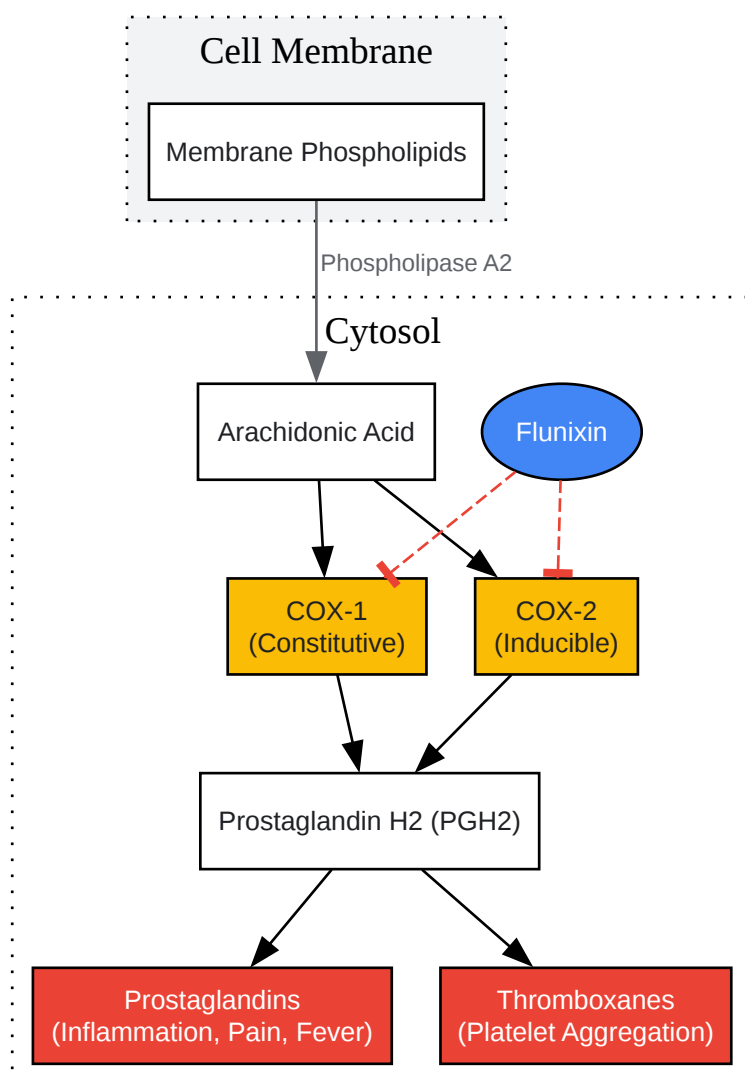 Cell Membrane
Membrane Phospholipids
Phospholipase A2
Cytosol
Arachidonic Acid
Flunixin
COX-1
(Constitutive)
COX-2
(Inducible)
Prostaglandin H2 (PGH2)
Prostaglandins
(Inflammation, Pain, Fever)
Thromboxanes
(Platelet Aggregation)